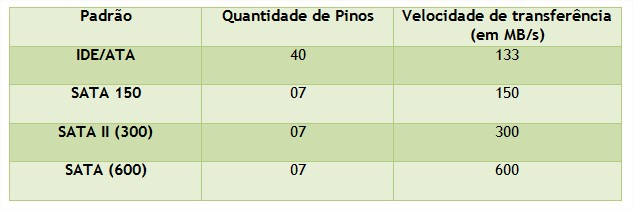 Padrão Quantidade de Pinos Velocidade de transferência
(em MB/s)
IDE/ATA 40 133
SATA 150 07 150
SATA II (300) 07 300
SATA (600) 07 600